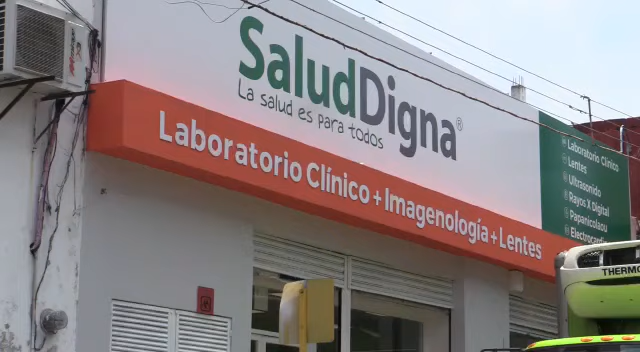 SaludDigna®
La salud es para todos
Laboratorio Clínico + Imagenología + Lentes
Laboratorio Clínico
Lentes
Ultrasonido
Rayos X Digital
Papanicolaou
THERMO